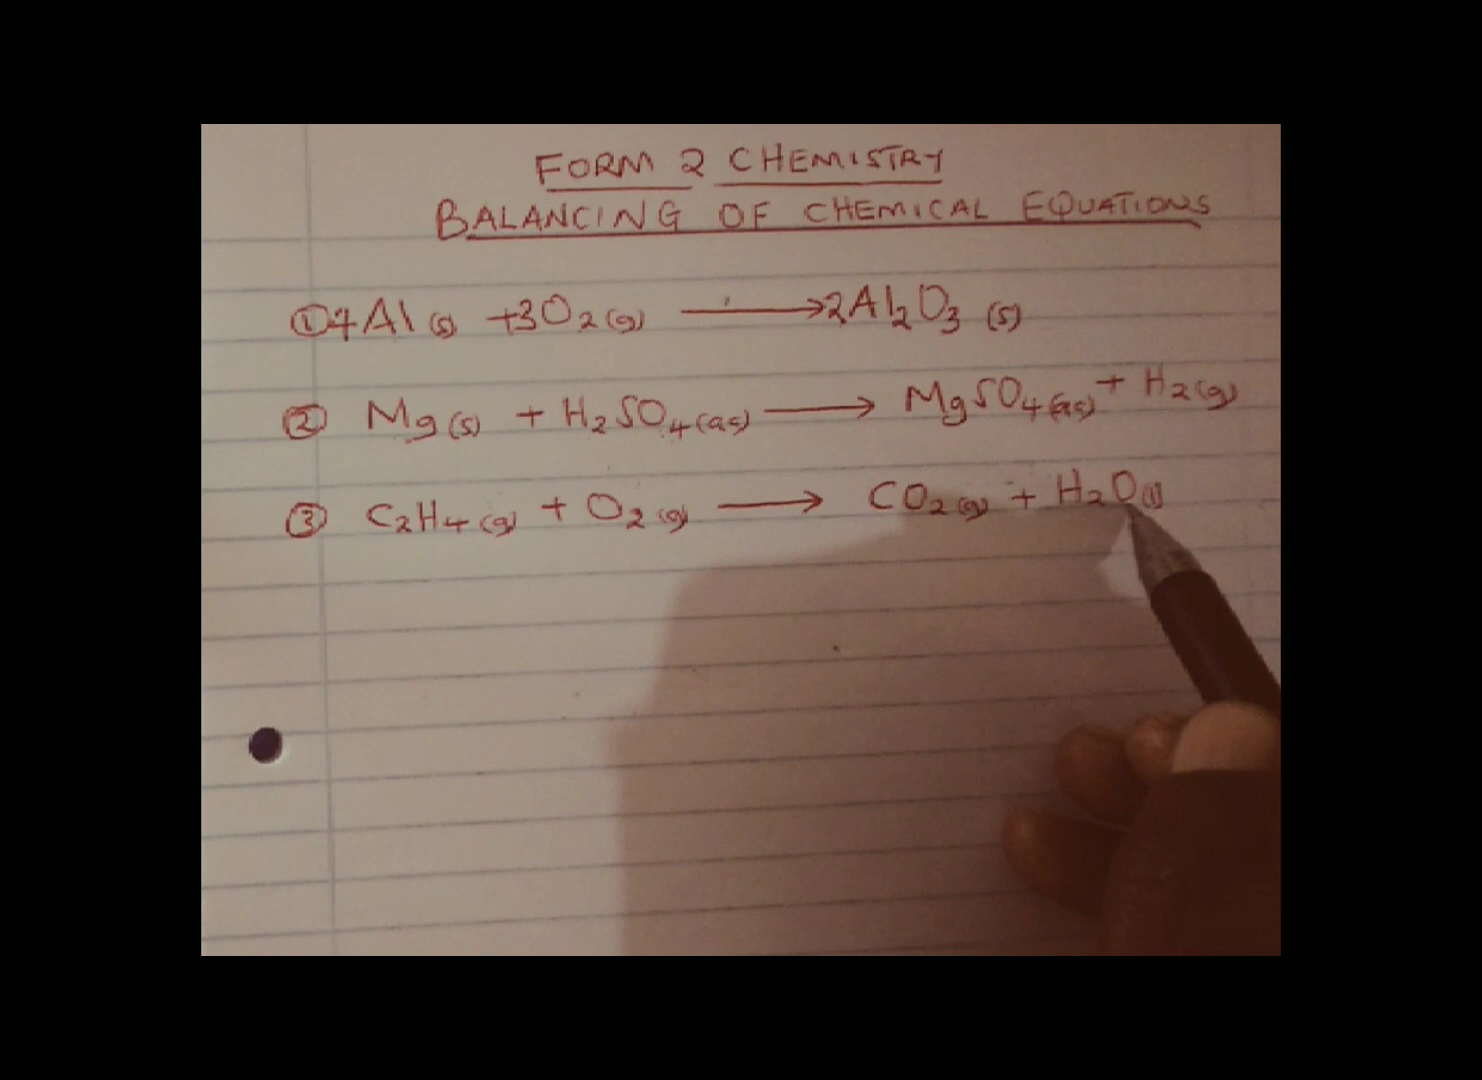 FORM 2 CHEMISTRY
BALANCING OF CHEMICAL EQUATIONS
① 4Al(s) + 3O₂(g) ⟶ 2Al₂O₃(s)
② Mg(s) + H₂SO₄(aq) ⟶ MgSO₄(aq) + H₂(g)
③ C₂H₄(g) + O₂(g) ⟶ CO₂(g) + H₂O(l)